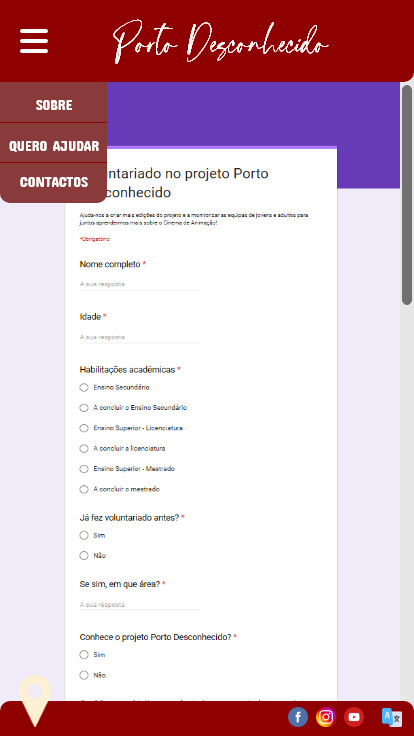 Porto Desconhecido
SOBRE
QUERO AJUDAR
CONTACTOS
ntariado no projeto Porto
conhecido
Ajuda-nos a criar mais edições do projeto e a monitorizar as equipas de jovens e adultos para
juntos aprendermos mais sobre o Cinema de Animação!
*Obrigatório
Nome completo *
A sua resposta
Idade *
A sua resposta
Habilitações académicas *
Ensino Secundário
A concluir o Ensino Secundário
Ensino Superior - Licenciatura
A concluir a licenciatura
Ensino Superior - Mestrado
A concluir o mestrado
Já fez voluntariado antes? *
Sim
Não
Se sim, em que área? *
A sua resposta
Conhece o projeto Porto Desconhecido? *
Sim
Não